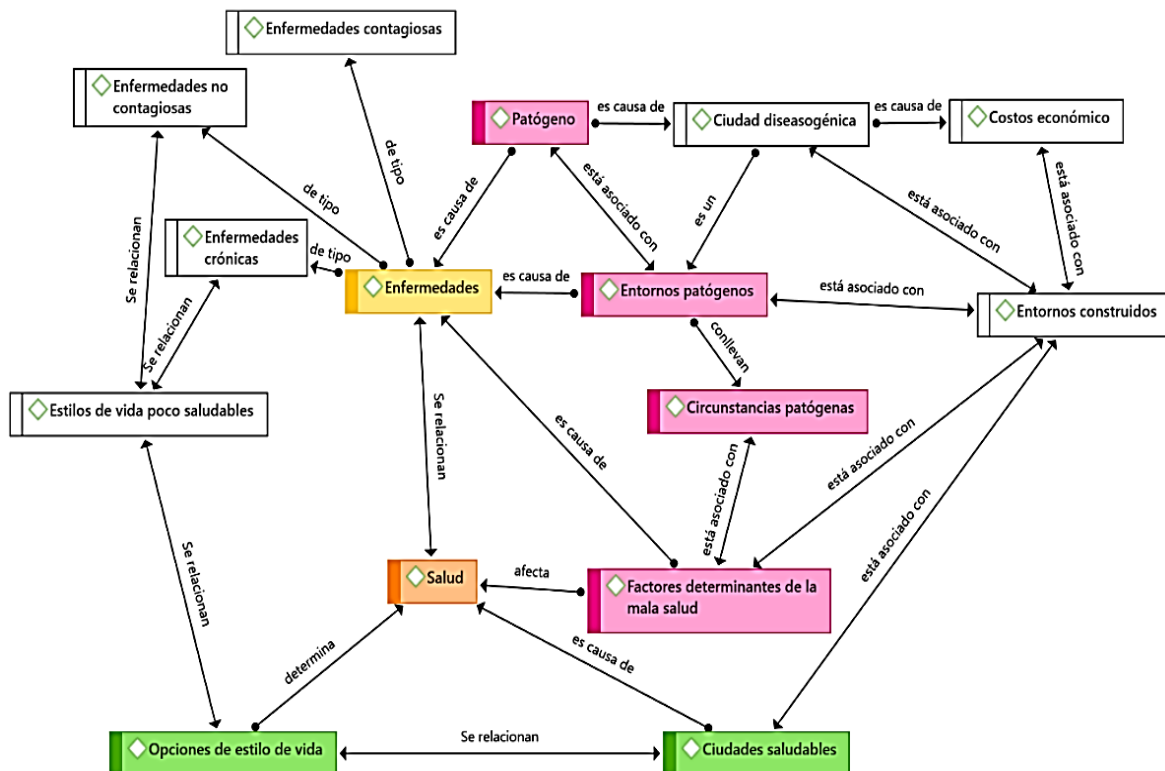 Enfermedades contagiosas
Enfermedades no
contagiosas
Patógeno
es causa de
Ciudad diseasogénica
es causa de
Costos económico
de tipo
de tipo
es causa de
está asociado con
es un
está asociado con
está asociado con
Se relacionan
Enfermedades
crónicas
de tipo
Enfermedades
es causa de
Entornos patógenos
está asociado con
Entornos construidos
Se relacionan
conllevan
Estilos de vida poco saludables
Circunstancias patógenas
Se relacionan
es causa de
está asociado con
está asociado con
está asociado con
Salud
afecta
Factores determinantes de la
mala salud
Se relacionan
determina
es causa de
Opciones de estilo de vida
Se relacionan
Ciudades saludables